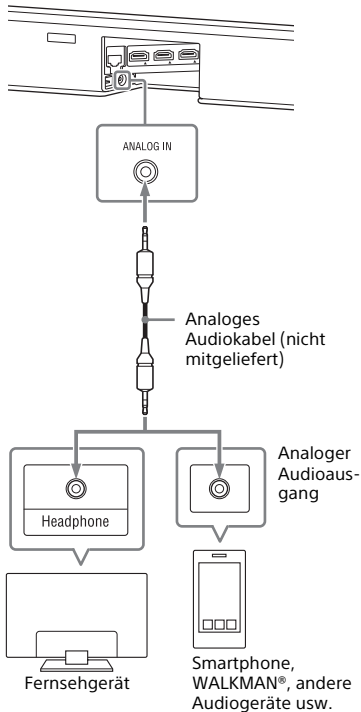 ANALOG IN
Analoges
Audiokabel (nicht
mitgeliefert)
Analoger
Audioaus-
gang
Headphone
Fernsehgerät
Smartphone,
WALKMAN®, andere
Audiogeräte usw.